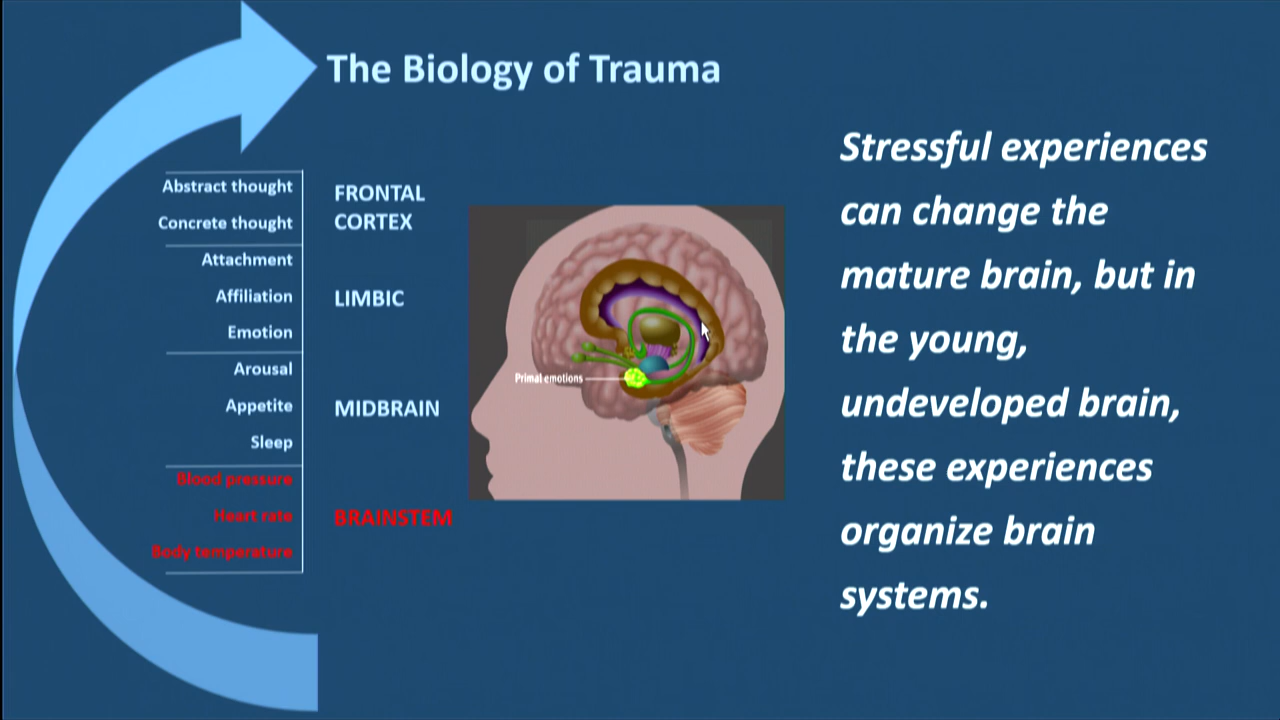 The Biology of Trauma
Abstract thought
Concrete thought
FRONTAL
CORTEX
Attachment
Affiliation
Emotion
LIMBIC
Arousal
Appetite
Sleep
MIDBRAIN
Blood pressure
Heart rate
Body temperature
BRAINSTEM
Primal emotions
Stressful experiences
can change the
mature brain, but in
the young,
undeveloped brain,
these experiences
organize brain
systems.